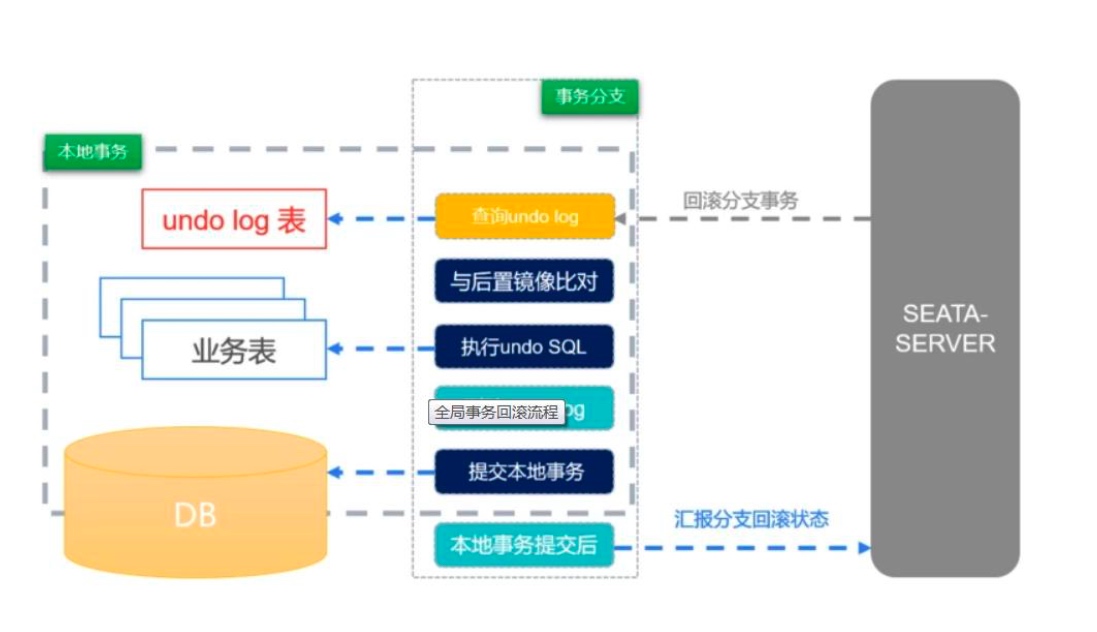 事务分支
本地事务
回滚分支事务
undo log 表
查询undo log
与后置镜像比对
业务表
执行undo SQL
SEATA-
SERVER
全局事务回滚流程
og
提交本地事务
DB
汇报分支回滚状态
本地事务提交后